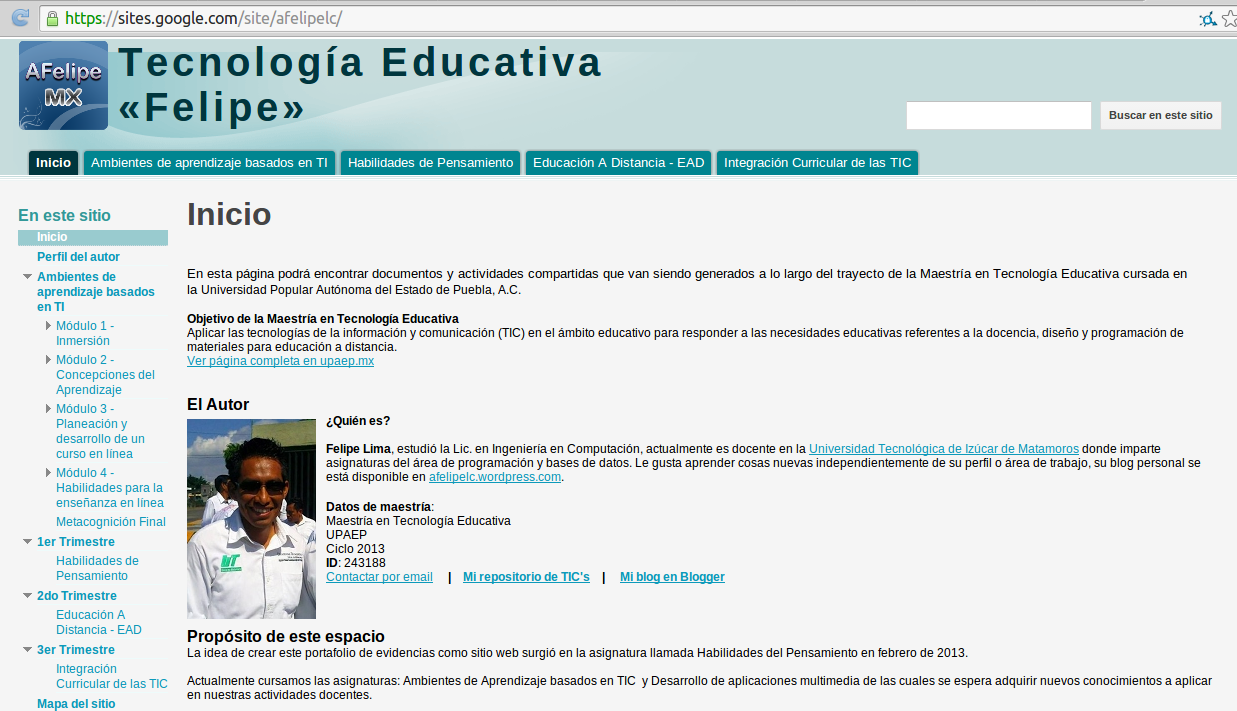 https://sites.google.com/site/afelipelc/
AFelipe
MX
Tecnología Educativa
«Felipe»
Buscar en este sitio
Inicio
Ambientes de aprendizaje basados en TI
Habilidades de Pensamiento
Educación A Distancia - EAD
Integración Curricular de las TIC
En este sitio
Inicio
Perfil del autor
Ambientes de
aprendizaje basados
en TI
Módulo 1 -
Inmersión
Módulo 2 -
Concepciones del
Aprendizaje
Módulo 3 -
Planeación y
desarrollo de un
curso en línea
Módulo 4 -
Habilidades para la
enseñanza en línea
Metacognición Final
1er Trimestre
Habilidades de
Pensamiento
2do Trimestre
Educación A
Distancia - EAD
3er Trimestre
Integración
Curricular de las TIC
Mapa del sitio
Inicio
En esta página podrá encontrar documentos y actividades compartidas que van siendo generados a lo largo del trayecto de la Maestría en Tecnología Educativa cursada en
la Universidad Popular Autónoma del Estado de Puebla, A.C.
Objetivo de la Maestría en Tecnología Educativa
Aplicar las tecnologías de la información y comunicación (TIC) en el ámbito educativo para responder a las necesidades educativas referentes a la docencia, diseño y programación de
materiales para educación a distancia.
Ver página completa en upaep.mx
El Autor
¿Quién es?
Felipe Lima, estudió la Lic. en Ingeniería en Computación, actualmente es docente en la Universidad Tecnológica de Izúcar de Matamoros donde imparte
asignaturas del área de programación y bases de datos. Le gusta aprender cosas nuevas independientemente de su perfil o área de trabajo, su blog personal se
está disponible en afelipelc.wordpress.com.
Datos de maestría:
Maestría en Tecnología Educativa
UPAEP
Ciclo 2013
ID: 243188
Contactar por email | Mi repositorio de TIC's | Mi blog en Blogger
Propósito de este espacio
La idea de crear este portafolio de evidencias como sitio web surgió en la asignatura llamada Habilidades del Pensamiento en febrero de 2013.
Actualmente cursamos las asignaturas: Ambientes de Aprendizaje basados en TIC y Desarrollo de aplicaciones multimedia de las cuales se espera adquirir nuevos conocimientos a aplicar
en nuestras actividades docentes.